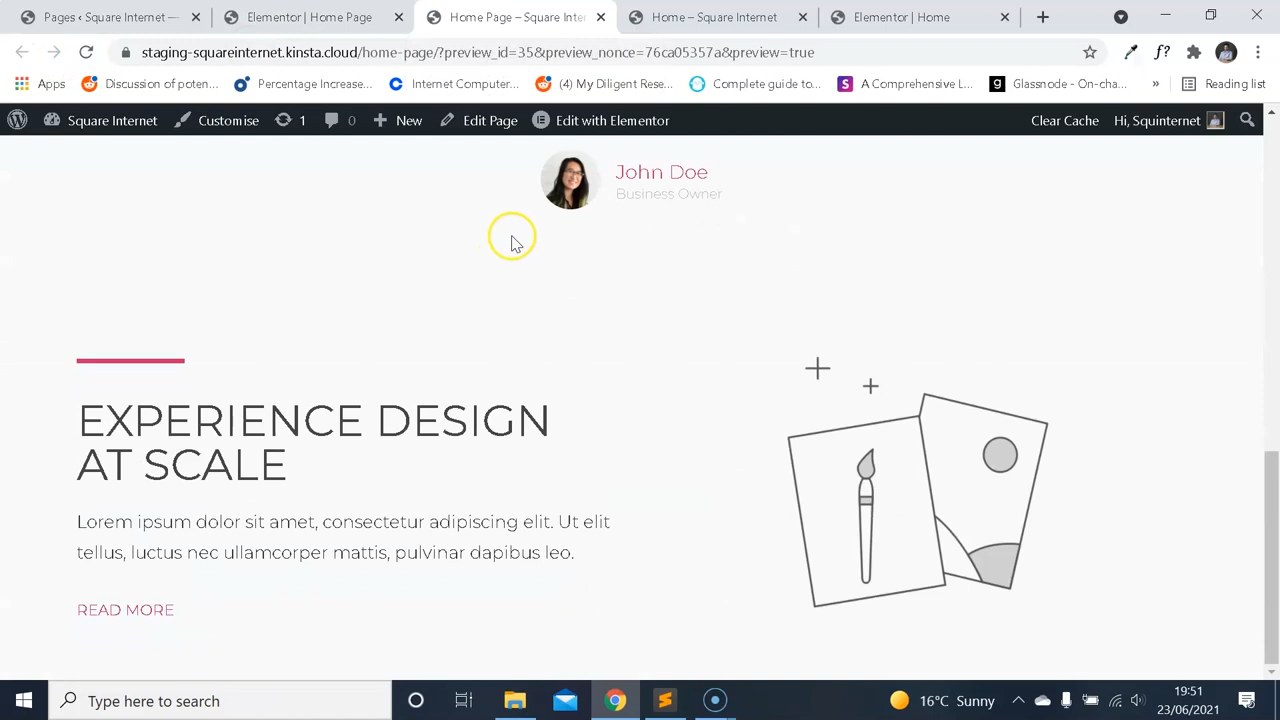 Pages ‹ Square Internet —
Elementor | Home Page
Home Page – Square Inter
Home – Square Internet
Elementor | Home
staging-squareinternet.kinsta.cloud/home-page/?preview_id=35&preview_nonce=76ca05357a&preview=true
f?
Apps
Discussion of poten...
Percentage Increase...
Internet Computer...
(4) My Diligent Rese...
Complete guide to...
A Comprehensive L...
Glassnode - On-cha...
»
Reading list
Square Internet
Customise
1
0
New
Edit Page
Edit with Elementor
Clear Cache
Hi, Squinternet
John Doe
Business Owner
EXPERIENCE DESIGN
AT SCALE
Lorem ipsum dolor sit amet, consectetur adipiscing elit. Ut elit
tellus, luctus nec ullamcorper mattis, pulvinar dapibus leo.
READ MORE
Type here to search
16°C Sunny
19:51
23/06/2021